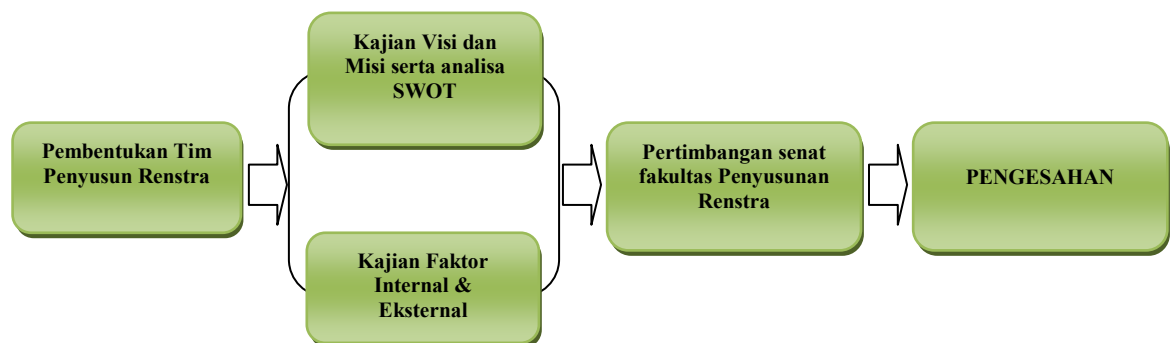 Pembentukan Tim
Penyusun Renstra
Kajian Visi dan
Misi serta analisa
SWOT
Kajian Faktor
Internal &
Eksternal
Pertimbangan senat
fakultas Penyusunan
Renstra
PENGESAHAN